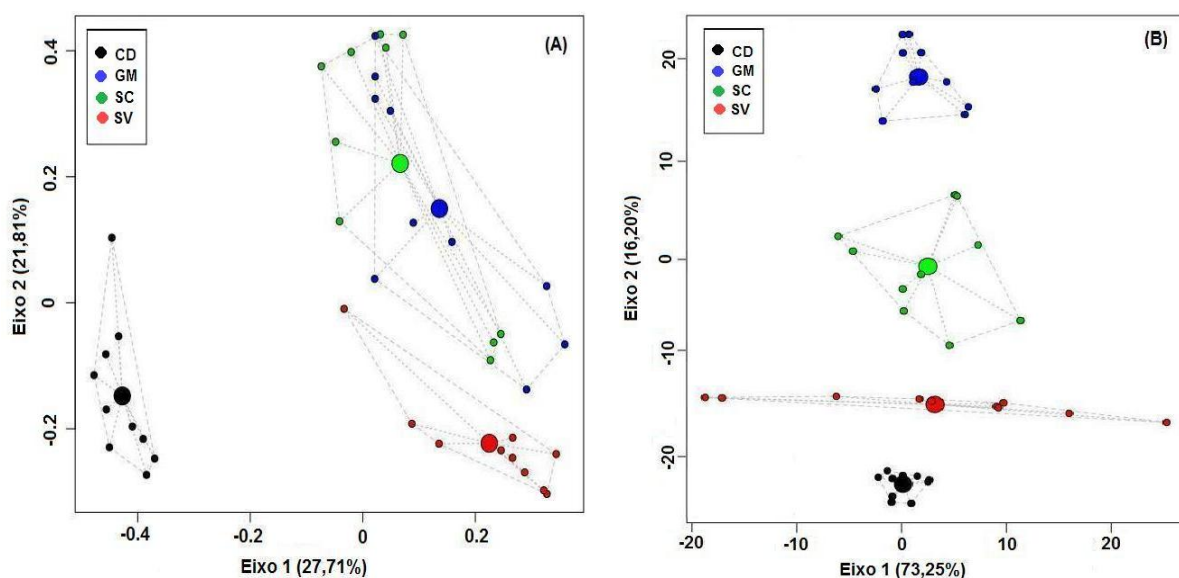 (A)
CD
GM
SC
SV
0.4
0.2
0
-0.2
Eixo 2 (21,81%)
-0.4
-0.2
0
0.2
Eixo 1 (27,71%)
(B)
CD
GM
SC
SV
20
10
0
-10
-20
Eixo 2 (16,20%)
-20
-10
0
10
20
Eixo 1 (73,25%)